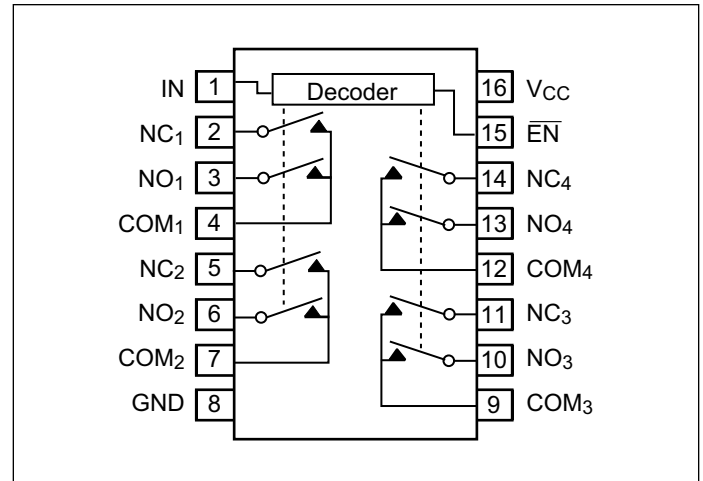 IN 1 Decoder 16 VCC
NC1 2 15 EN
NO1 3 14 NC4
COM1 4 13 NO4
NC2 5 12 COM4
NO2 6 11 NC3
COM2 7 10 NO3
GND 8 9 COM3